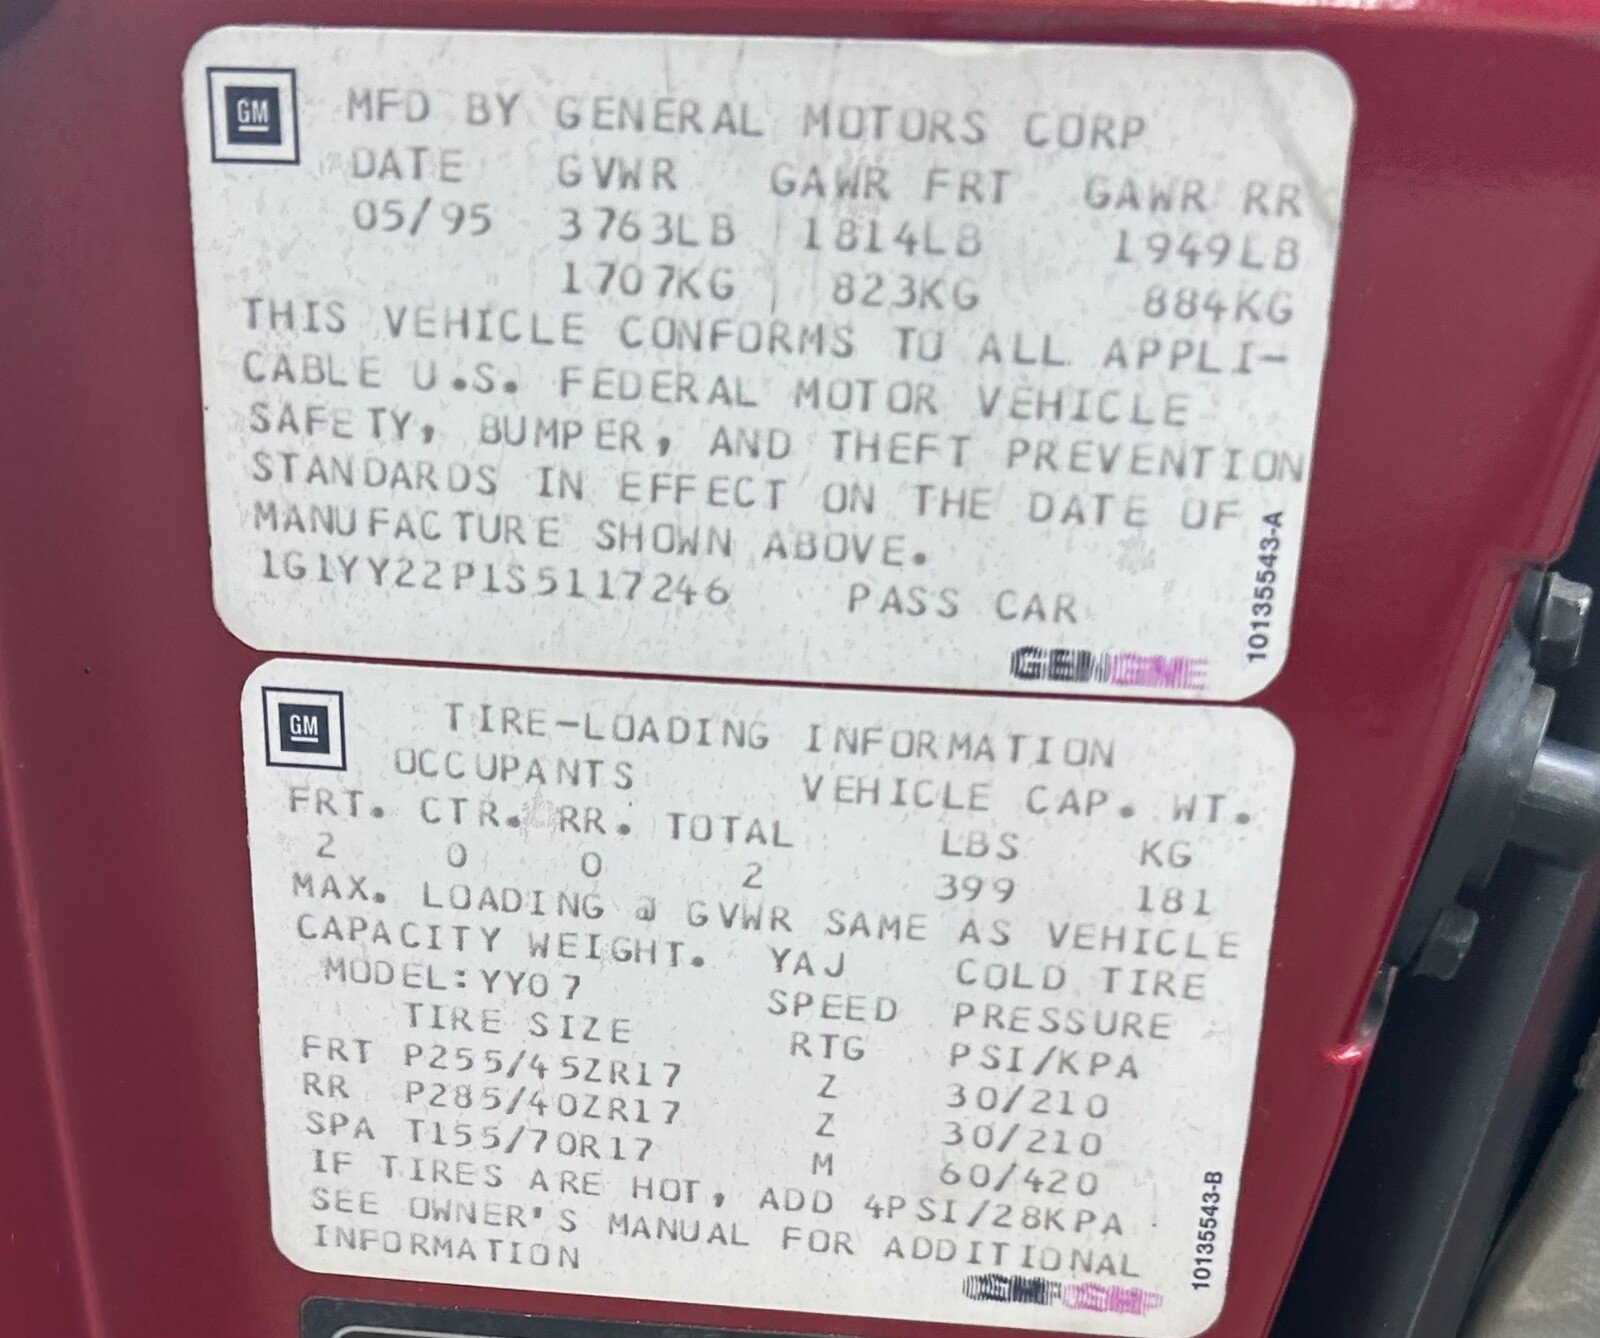 GM
MFD BY GENERAL MOTORS CORP
DATE GVWR GAWR FRT GAWR RR
05/95 3763LB 1814LB 1949LB
1707KG 823KG 884KG
THIS VEHICLE CONFORMS TO ALL APPLI-
CABLE U.S. FEDERAL MOTOR VEHICLE
SAFETY, BUMPER, AND THEFT PREVENTION
STANDARDS IN EFFECT ON THE DATE OF
MANUFACTURE SHOWN ABOVE.
1G1YY22P1S5117246 PASS CAR
10135543-A
GM
TIRE-LOADING INFORMATION
OCCUPANTS VEHICLE CAP. WT.
FRT. CTR. RR. TOTAL LBS KG
2 0 0 2 399 181
MAX. LOADING @ GVWR SAME AS VEHICLE
CAPACITY WEIGHT. YAJ COLD TIRE
MODEL:YY07 SPEED PRESSURE
TIRE SIZE RTG PSI/KPA
FRT P255/45ZR17 Z 30/210
RR P285/40ZR17 Z 30/210
SPA T155/70R17 M 60/420
IF TIRES ARE HOT, ADD 4PSI/28KPA
SEE OWNER'S MANUAL FOR ADDITIONAL
INFORMATION
10135543-B